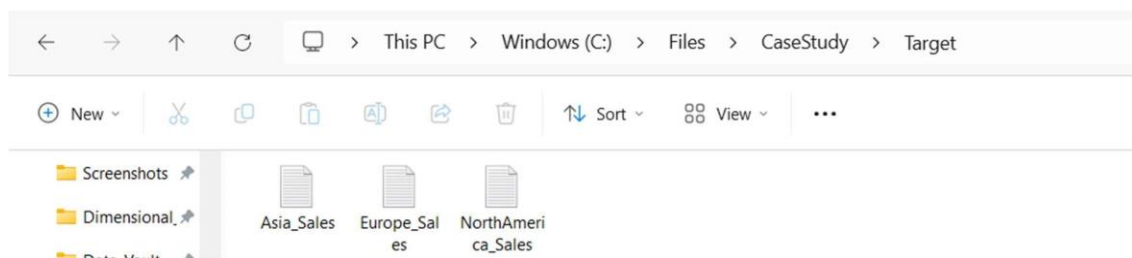 This PC > Windows (C:) > Files > CaseStudy > Target
New Sort View
Screenshots
Dimensional_
Asia_Sales Europe_Sal NorthAmeri
es ca_Sales